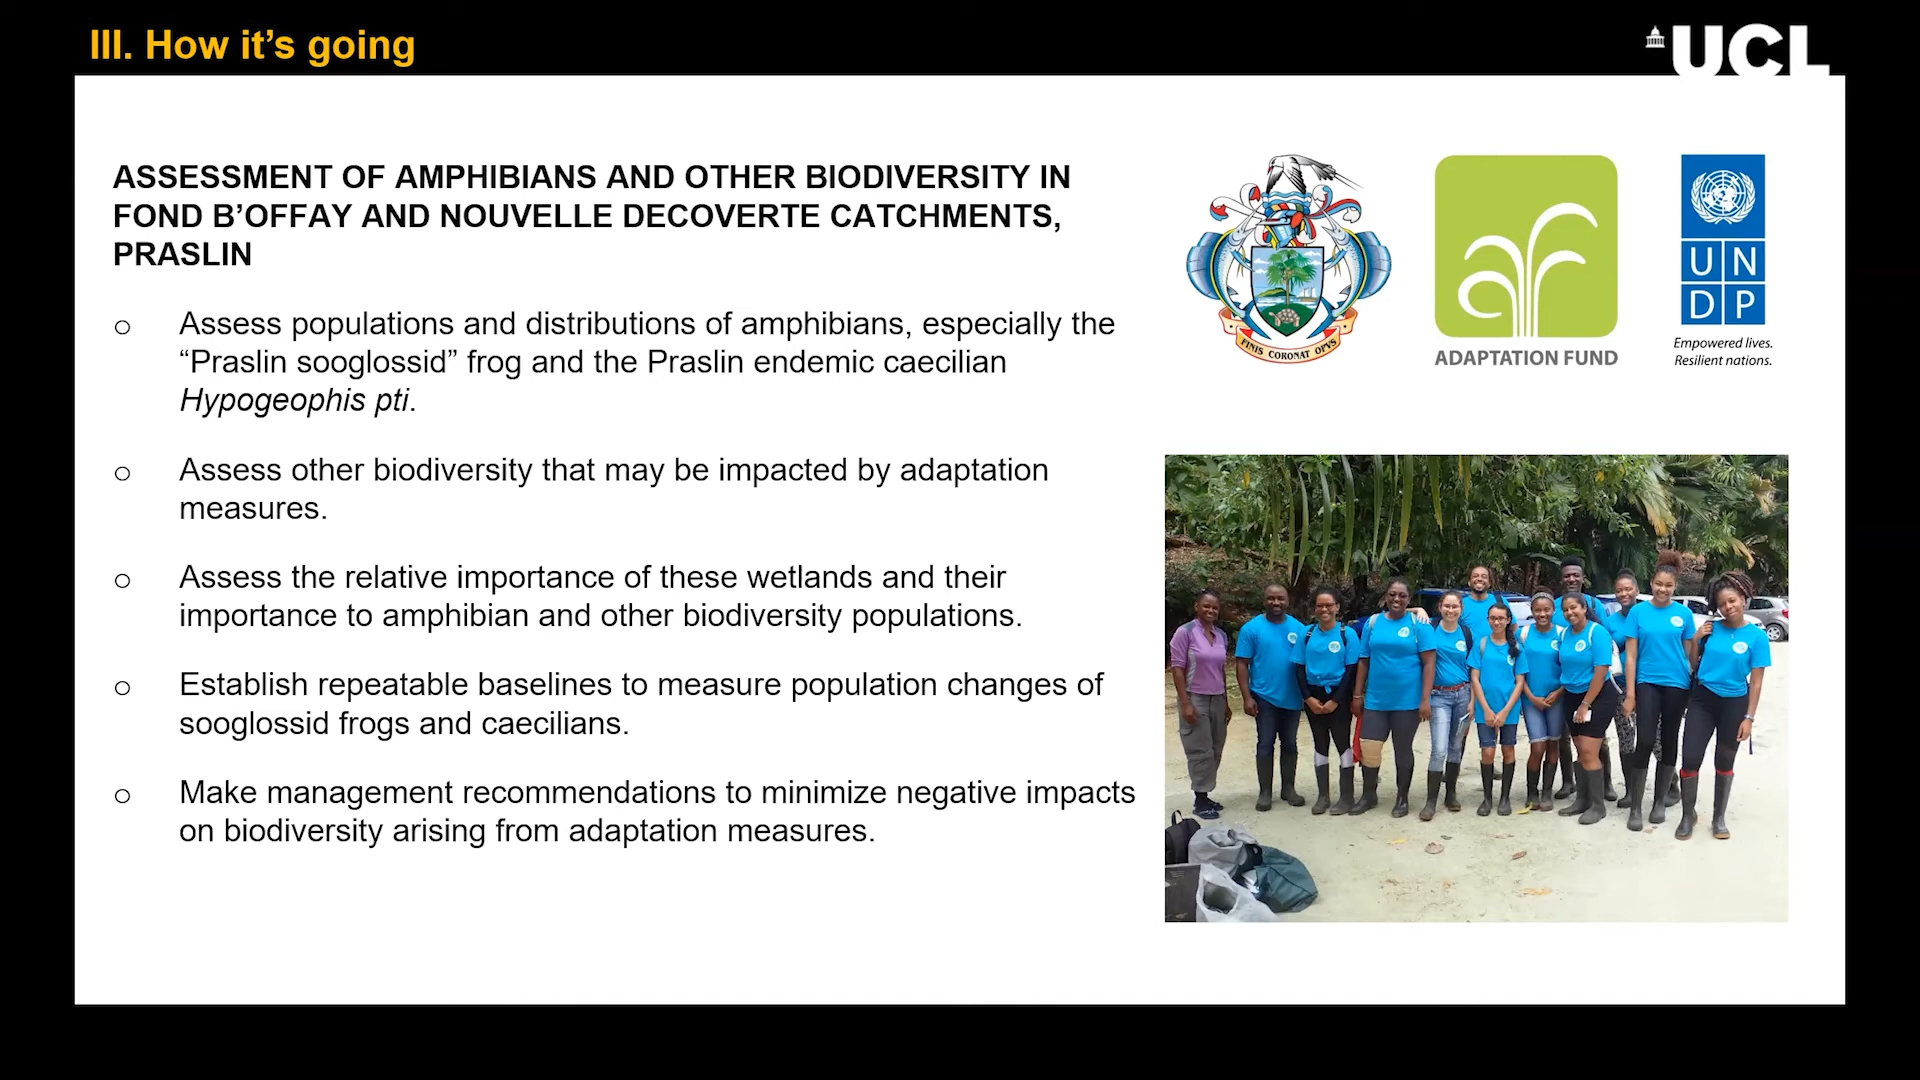 III. How it's going
UCL
ASSESSMENT OF AMPHIBIANS AND OTHER BIODIVERSITY IN
FOND B'OFFAY AND NOUVELLE DECOVERTE CATCHMENTS,
PRASLIN
o Assess populations and distributions of amphibians, especially the
“Praslin sooglossid” frog and the Praslin endemic caecilian
Hypogeophis pti.
o Assess other biodiversity that may be impacted by adaptation
measures.
o Assess the relative importance of these wetlands and their
importance to amphibian and other biodiversity populations.
o Establish repeatable baselines to measure population changes of
sooglossid frogs and caecilians.
o Make management recommendations to minimize negative impacts
on biodiversity arising from adaptation measures.
FINIS CORONAT OPVS
af
ADAPTATION FUND
U N
D P
Empowered lives.
Resilient nations.